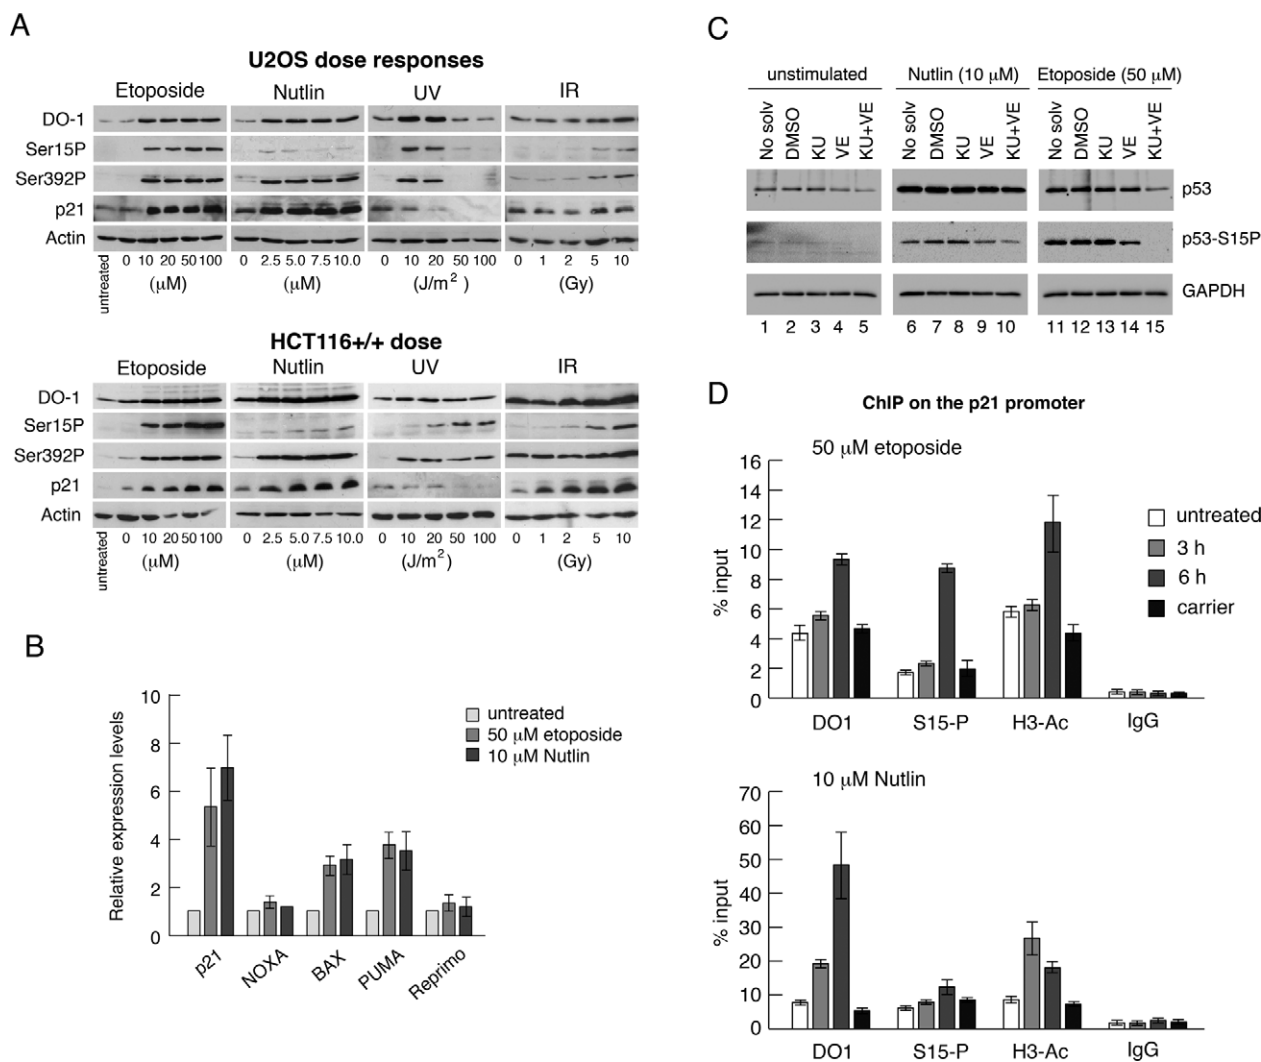 A
U2OS dose responses
Etoposide Nutlin UV IR
DO-1
Ser15P
Ser392P
p21
Actin
untreated 0 10 20 50 100 0 2.5 5.0 7.5 10.0 0 10 20 50 100 0 1 2 5 10
(μM) (μM) (J/m²) (Gy)
HCT116+/+ dose
Etoposide Nutlin UV IR
DO-1
Ser15P
Ser392P
p21
Actin
untreated 0 10 20 50 100 0 2.5 5.0 7.5 10.0 0 10 20 50 100 0 1 2 5 10
(μM) (μM) (J/m²) (Gy)
B
10
8
6
4
2
0
Relative expression levels
untreated
50 μM etoposide
10 μM Nutlin
p21 NOXA BAX PUMA Reprimo
C
unstimulated Nutlin (10 μM) Etoposide (50 μM)
No solv DMSO KU VE KU+VE No solv DMSO KU VE KU+VE No solv DMSO KU VE KU+VE
p53
p53-S15P
GAPDH
1 2 3 4 5 6 7 8 9 10 11 12 13 14 15
D
ChIP on the p21 promoter
50 μM etoposide
16
14
12
10
8
6
4
2
0
% input
untreated
3 h
6 h
carrier
DO1 S15-P H3-Ac IgG
10 μM Nutlin
70
60
50
40
30
20
10
0
% input
DO1 S15-P H3-Ac IgG